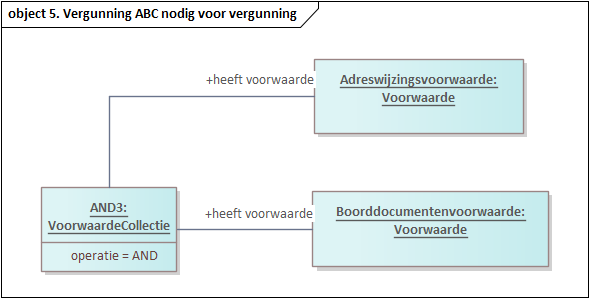 object 5. Vergunning ABC nodig voor vergunning
+heeft voorwaarde
Adreswijzingsvoorwaarde:
Voorwaarde
AND3:
VoorwaardeCollectie
operatie = AND
+heeft voorwaarde
Boorddocumentenvoorwaarde:
Voorwaarde